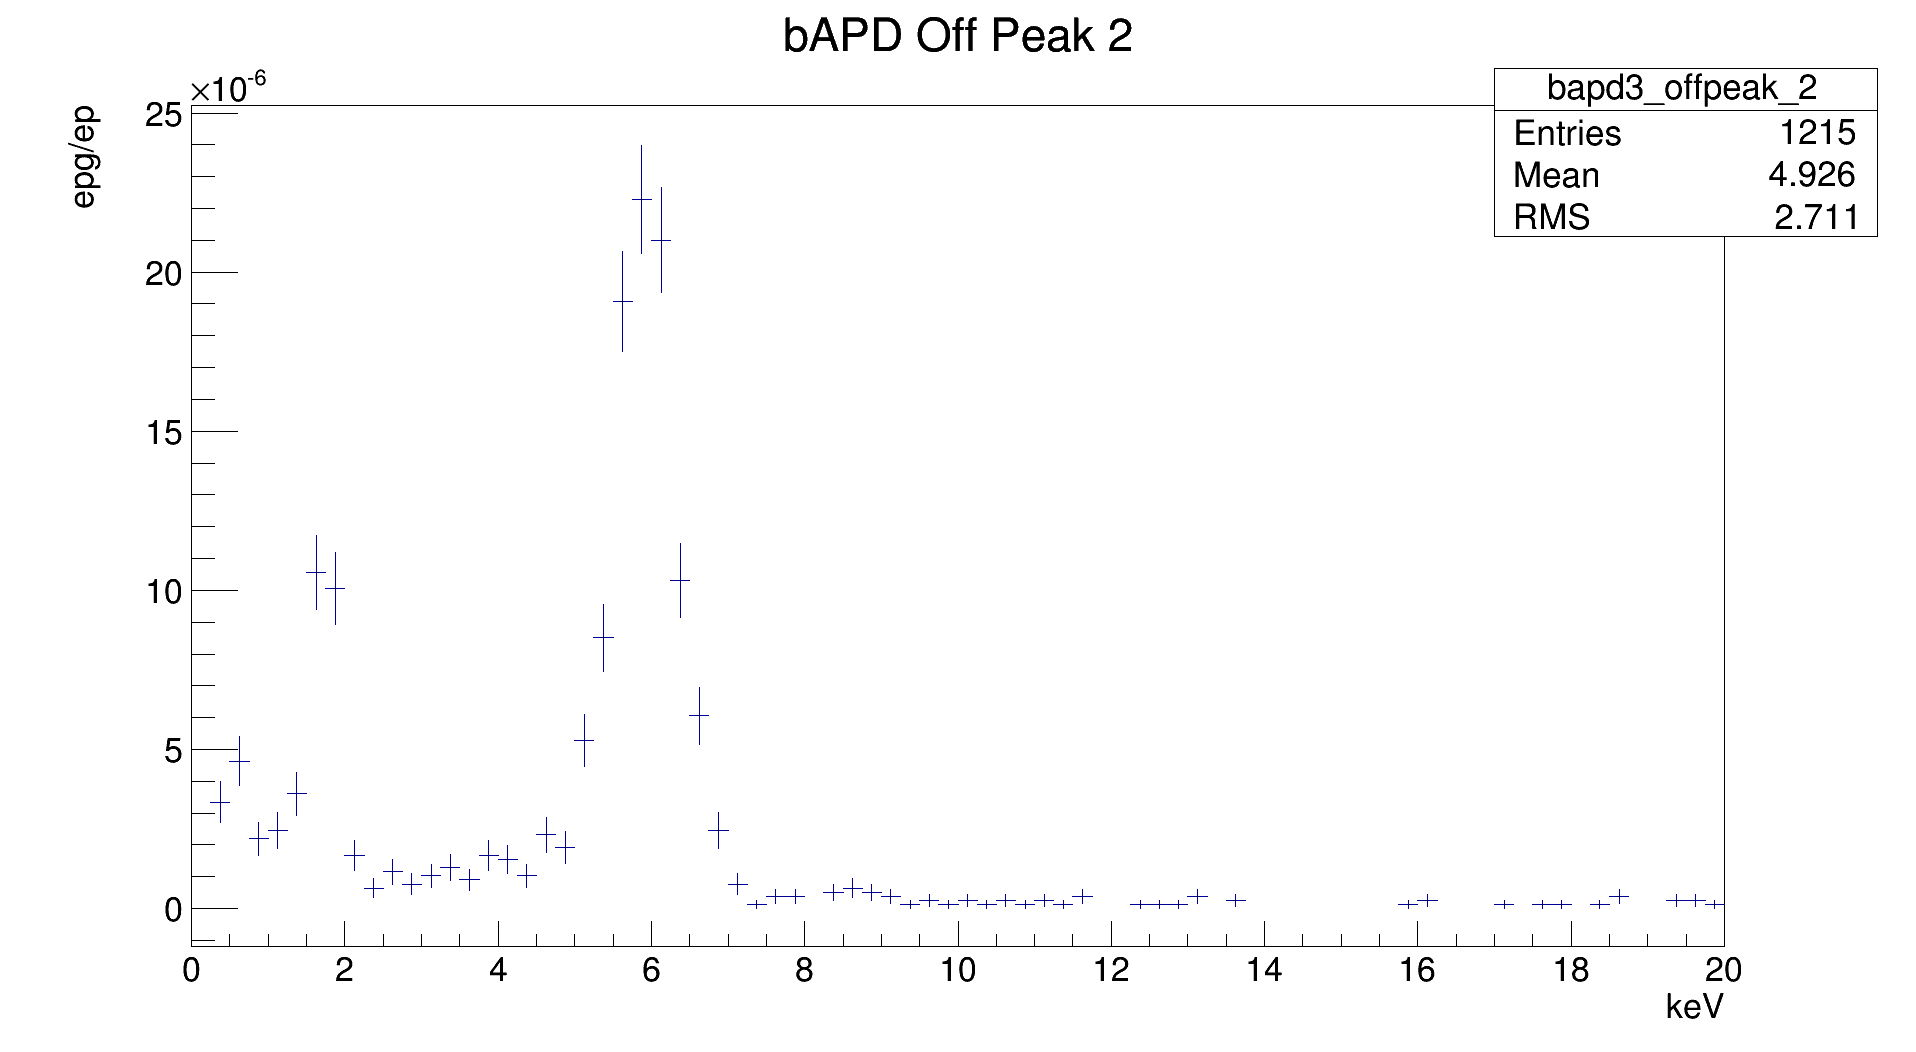 bAPD Off Peak 2
×10-6
epg/ep
bapd3_offpeak_2
Entries 1215
Mean 4.926
RMS 2.711
25
20
15
10
5
0
0 2 4 6 8 10 12 14 16 18 20
keV